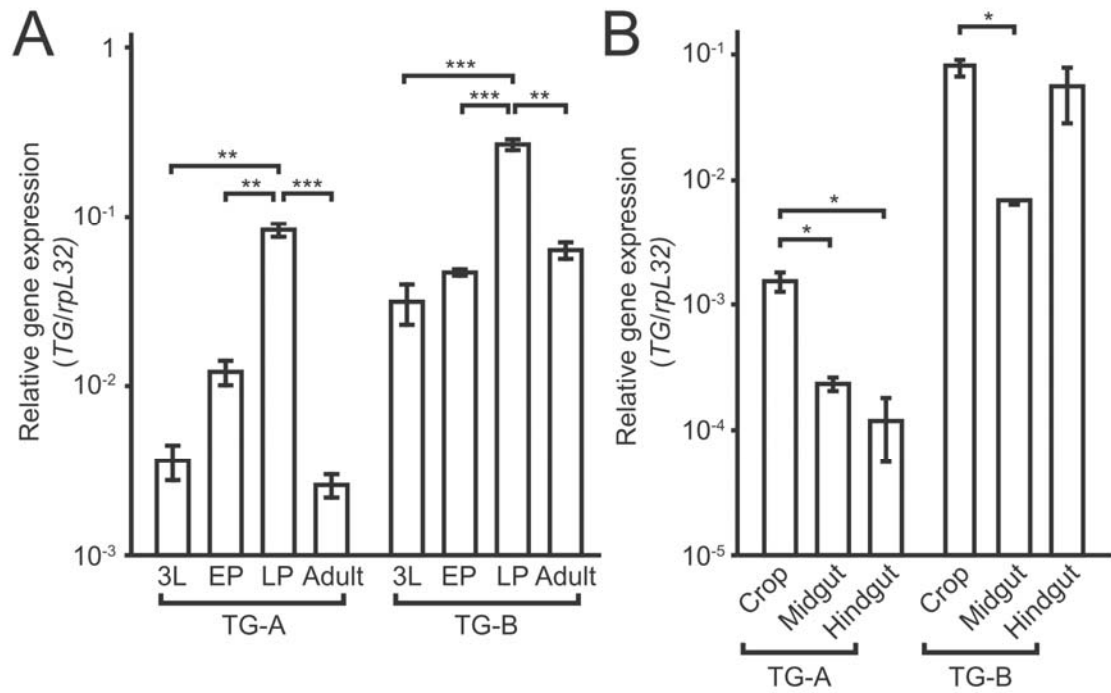 A
B
Relative gene expression
(TG/rpL32)
1
10⁻¹
10⁻²
10⁻³
***
*** **
**
** ***
3L EP LP Adult 3L EP LP Adult
TG-A TG-B
Relative gene expression
(TG/rpL32)
10⁻¹
10⁻²
10⁻³
10⁻⁴
10⁻⁵
*
*
*
Crop Midgut Hindgut Crop Midgut Hindgut
TG-A TG-B